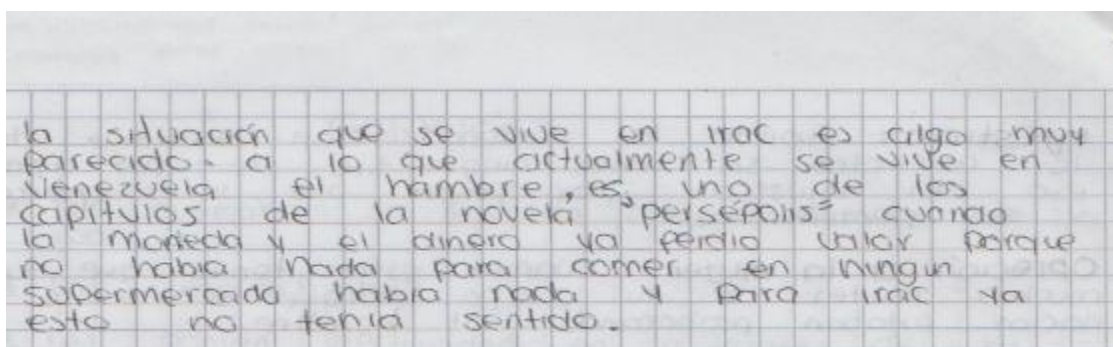 la situación que se vive en irac es algo muy
parecido a lo que actualmente se vive en
venezuela el hambre, es, uno de los
capitulos de la novela "persépolis" cuando
la moneda y el dinero ya perdio valor porque
no habia nada para comer en ningun
supermercado habia nada y para irac ya
esto no tenia sentido.